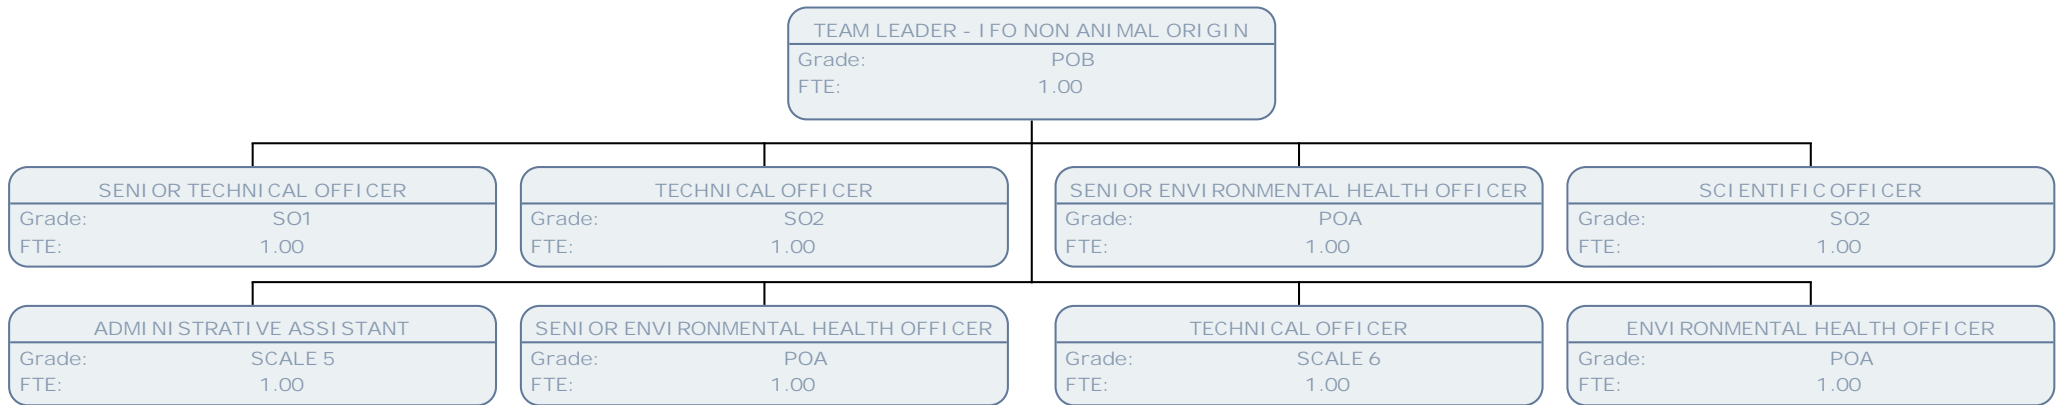 TEAM LEADER - IFO NON ANIMAL ORIGIN
Grade: POB
FTE: 1.00
SENIOR TECHNICAL OFFICER
Grade: SO1
FTE: 1.00
TECHNICAL OFFICER
Grade: SO2
FTE: 1.00
SENIOR ENVIRONMENTAL HEALTH OFFICER
Grade: POA
FTE: 1.00
SCIENTIFIC OFFICER
Grade: SO2
FTE: 1.00
ADMINISTRATIVE ASSISTANT
Grade: SCALE 5
FTE: 1.00
SENIOR ENVIRONMENTAL HEALTH OFFICER
Grade: POA
FTE: 1.00
TECHNICAL OFFICER
Grade: SCALE 6
FTE: 1.00
ENVIRONMENTAL HEALTH OFFICER
Grade: POA
FTE: 1.00